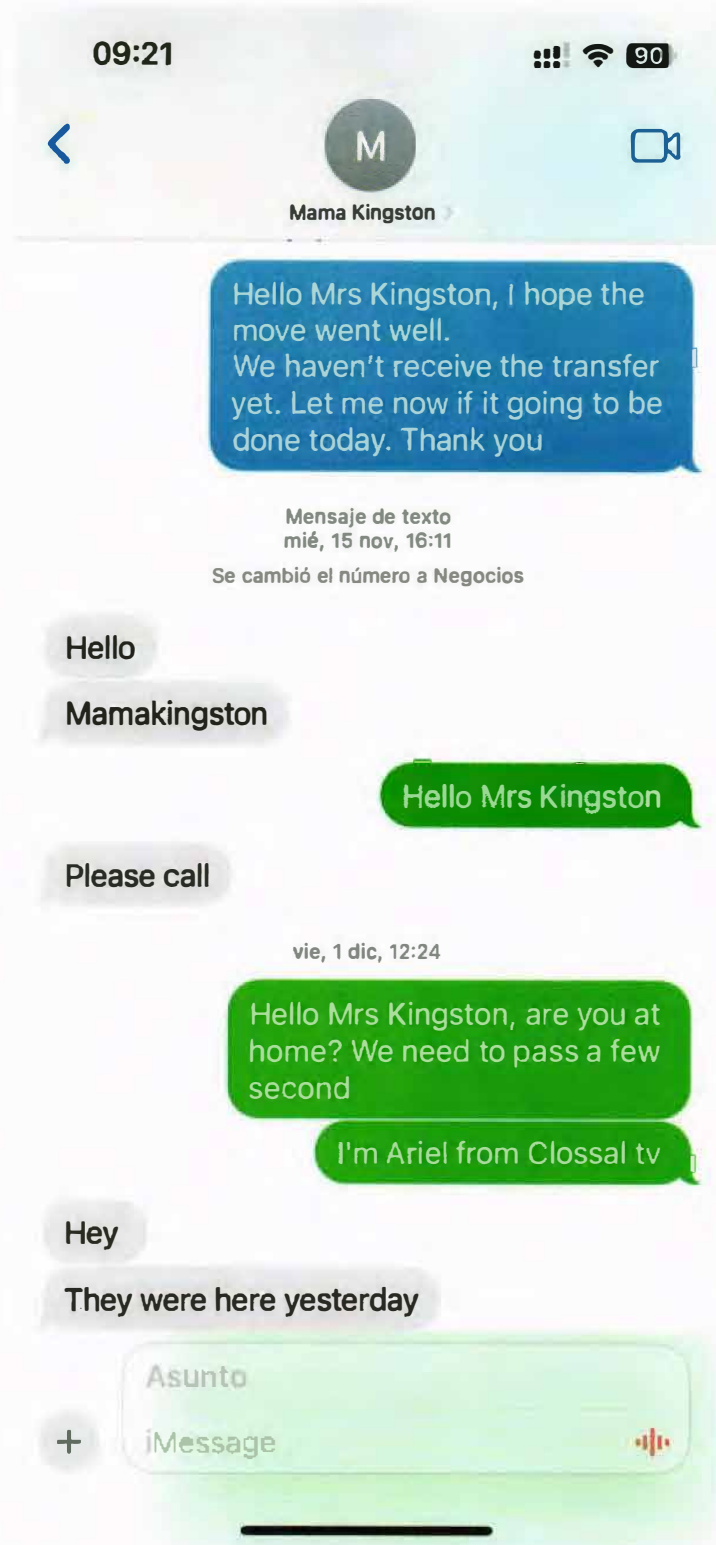 09:21
90
M
Mama Kingston
Hello Mrs Kingston, I hope the
move went well.
We haven't receive the transfer
yet. Let me now if it going to be
done today. Thank you
Mensaje de texto
mié, 15 nov, 16:11
Se cambió el número a Negocios
Hello
Mamakingston
Hello Mrs Kingston
Please call
vie, 1 dic, 12:24
Hello Mrs Kingston, are you at
home? We need to pass a few
second
I'm Ariel from Clossal tv
Hey
They were here yesterday
Asunto
iMessage